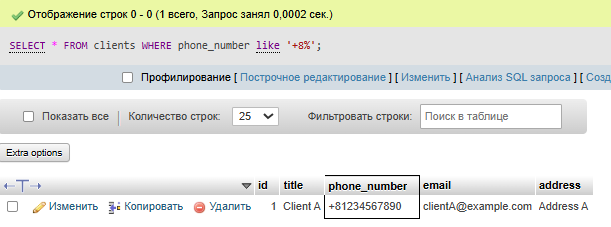 Отображение строк 0 - 0 (1 всего, Запрос занял 0,0002 сек.)
SELECT * FROM clients WHERE phone_number like '+8%';
Профилирование [ Построчное редактирование ] [ Изменить ] [ Анализ SQL запроса ] [ Созд
Показать все Количество строк: 25 Фильтровать строки: Поиск в таблице
Extra options
←T→ id title phone_number email address
Изменить Копировать Удалить 1 Client A +81234567890 clientA@example.com Address A